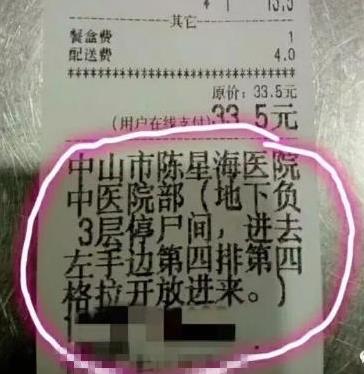 其它
餐盒费 1
配送费 4.0
原价: 33.5元
(用户在线支付)33.5元
中山市陈星海医院
中医院部(地下负
3层停尸间,进去
左手边第四排第四
格拉开放进来。)